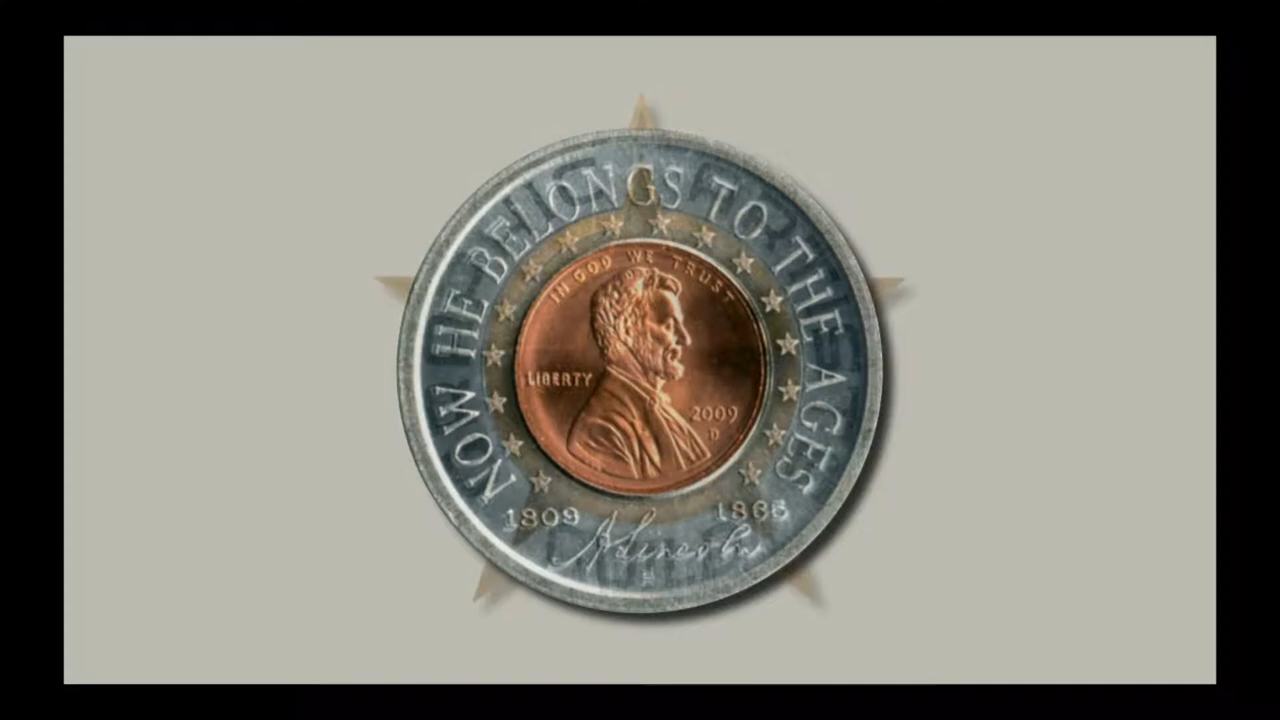 NOW HE BELONGS TO THE AGES
IN GOD WE TRUST
LIBERTY
2009
D
1809
1865
A. Lincoln